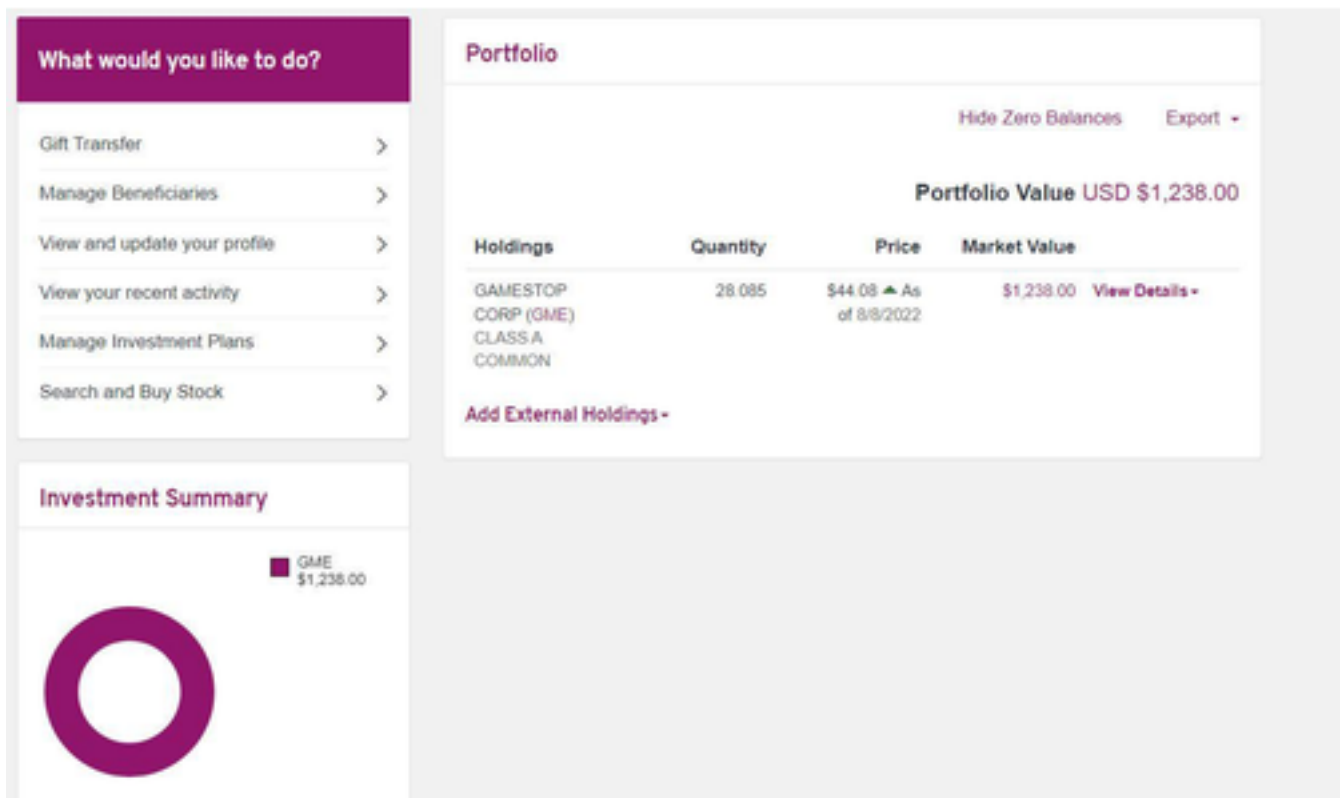 What would you like to do?
Gift Transfer
Manage Beneficiaries
View and update your profile
View your recent activity
Manage Investment Plans
Search and Buy Stock
Investment Summary
GME
$1,238.00
Portfolio
Hide Zero Balances Export
Portfolio Value USD $1,238.00
Holdings Quantity Price Market Value
GAMESTOP 28.085 $44.08 As $1,238.00 View Details
CORP (GME) of 8/8/2022
CLASS A
COMMON
Add External Holdings